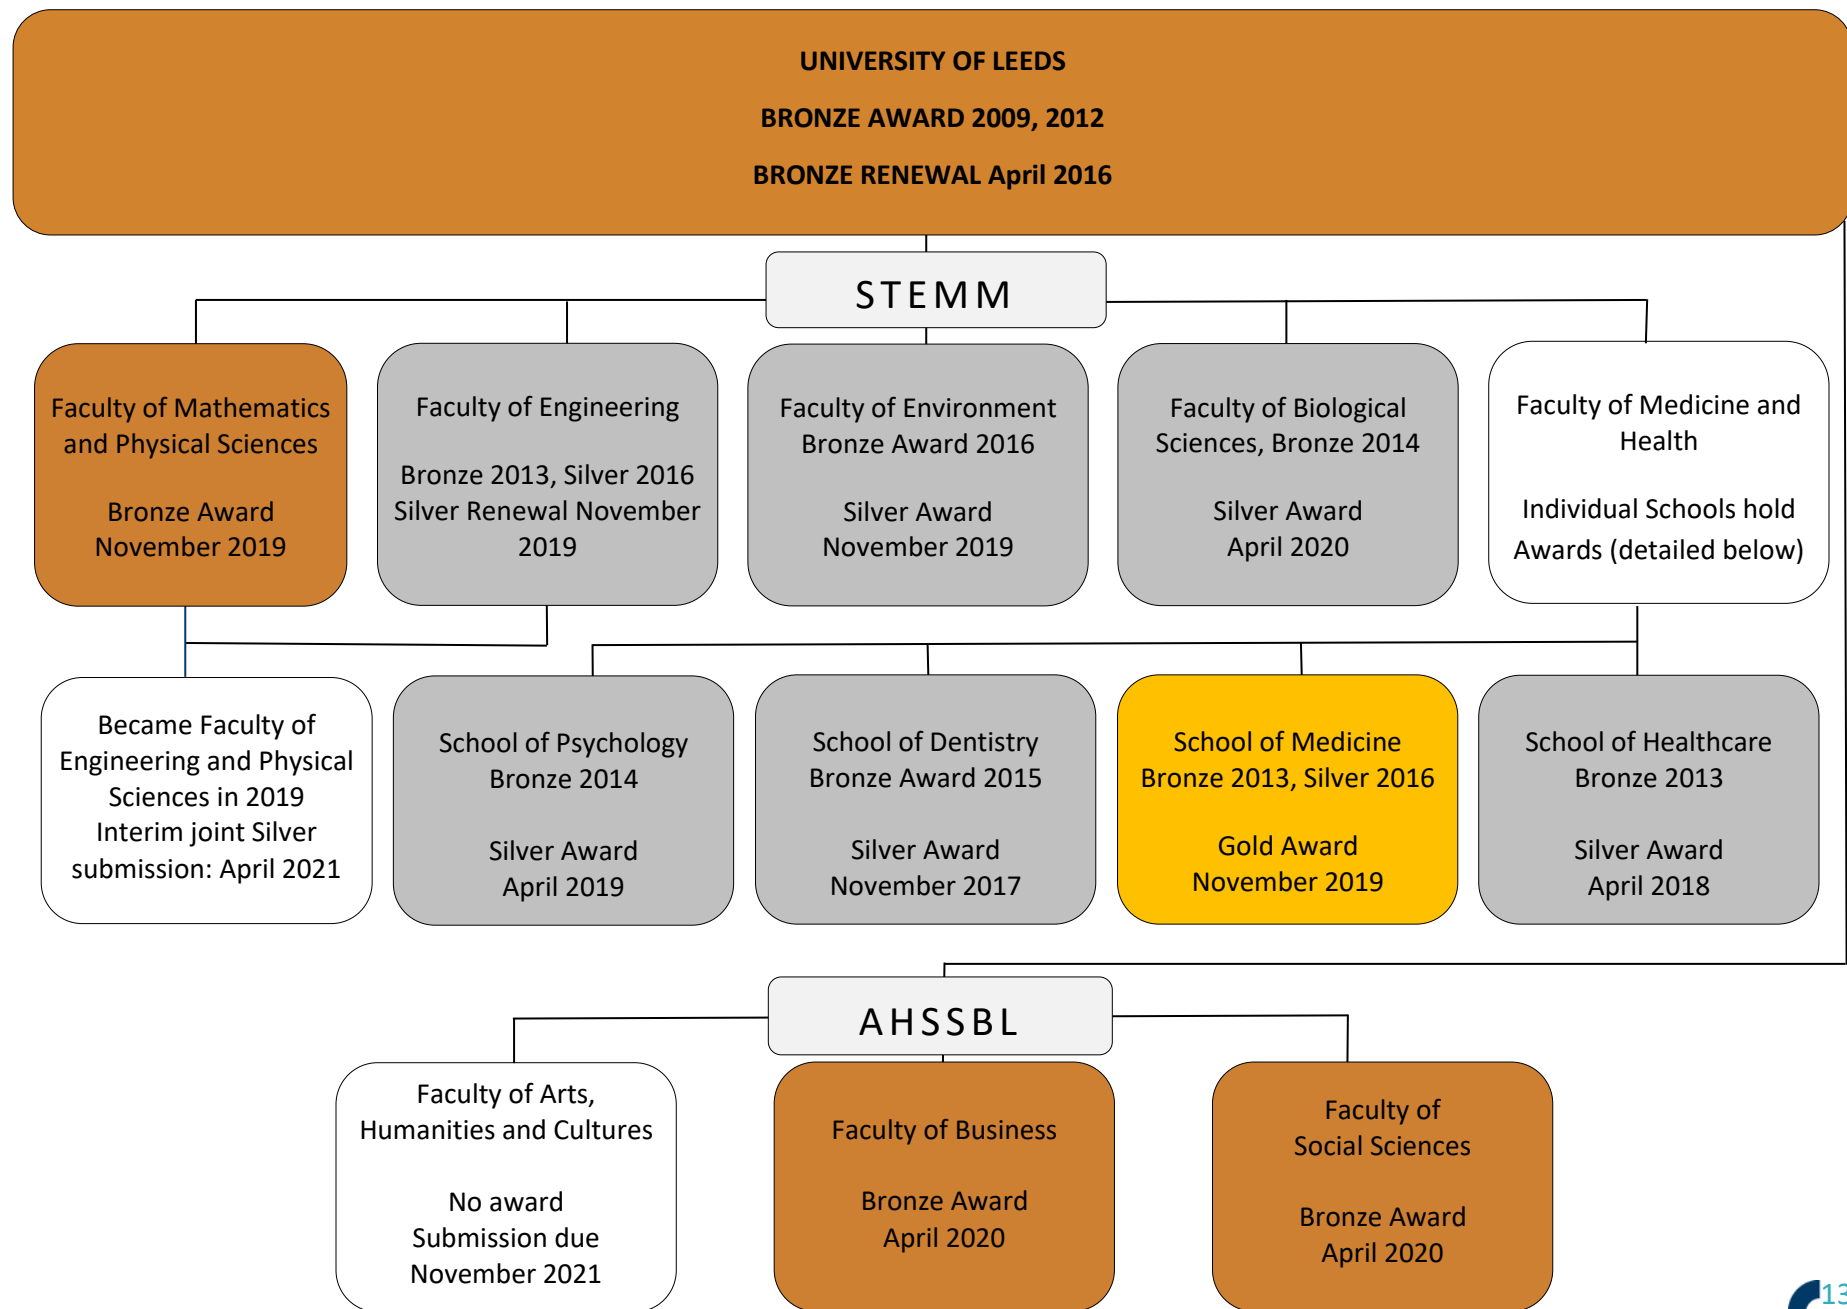 UNIVERSITY OF LEEDS
BRONZE AWARD 2009, 2012
BRONZE RENEWAL April 2016
STEMM
Faculty of Mathematics
and Physical Sciences
Bronze Award
November 2019
Faculty of Engineering
Bronze 2013, Silver 2016
Silver Renewal November
2019
Faculty of Environment
Bronze Award 2016
Silver Award
November 2019
Faculty of Biological
Sciences, Bronze 2014
Silver Award
April 2020
Faculty of Medicine and
Health
Individual Schools hold
Awards (detailed below)
Became Faculty of
Engineering and Physical
Sciences in 2019
Interim joint Silver
submission: April 2021
School of Psychology
Bronze 2014
Silver Award
April 2019
School of Dentistry
Bronze Award 2015
Silver Award
November 2017
School of Medicine
Bronze 2013, Silver 2016
Gold Award
November 2019
School of Healthcare
Bronze 2013
Silver Award
April 2018
AHSSBL
Faculty of Arts,
Humanities and Cultures
No award
Submission due
November 2021
Faculty of Business
Bronze Award
April 2020
Faculty of
Social Sciences
Bronze Award
April 2020
13